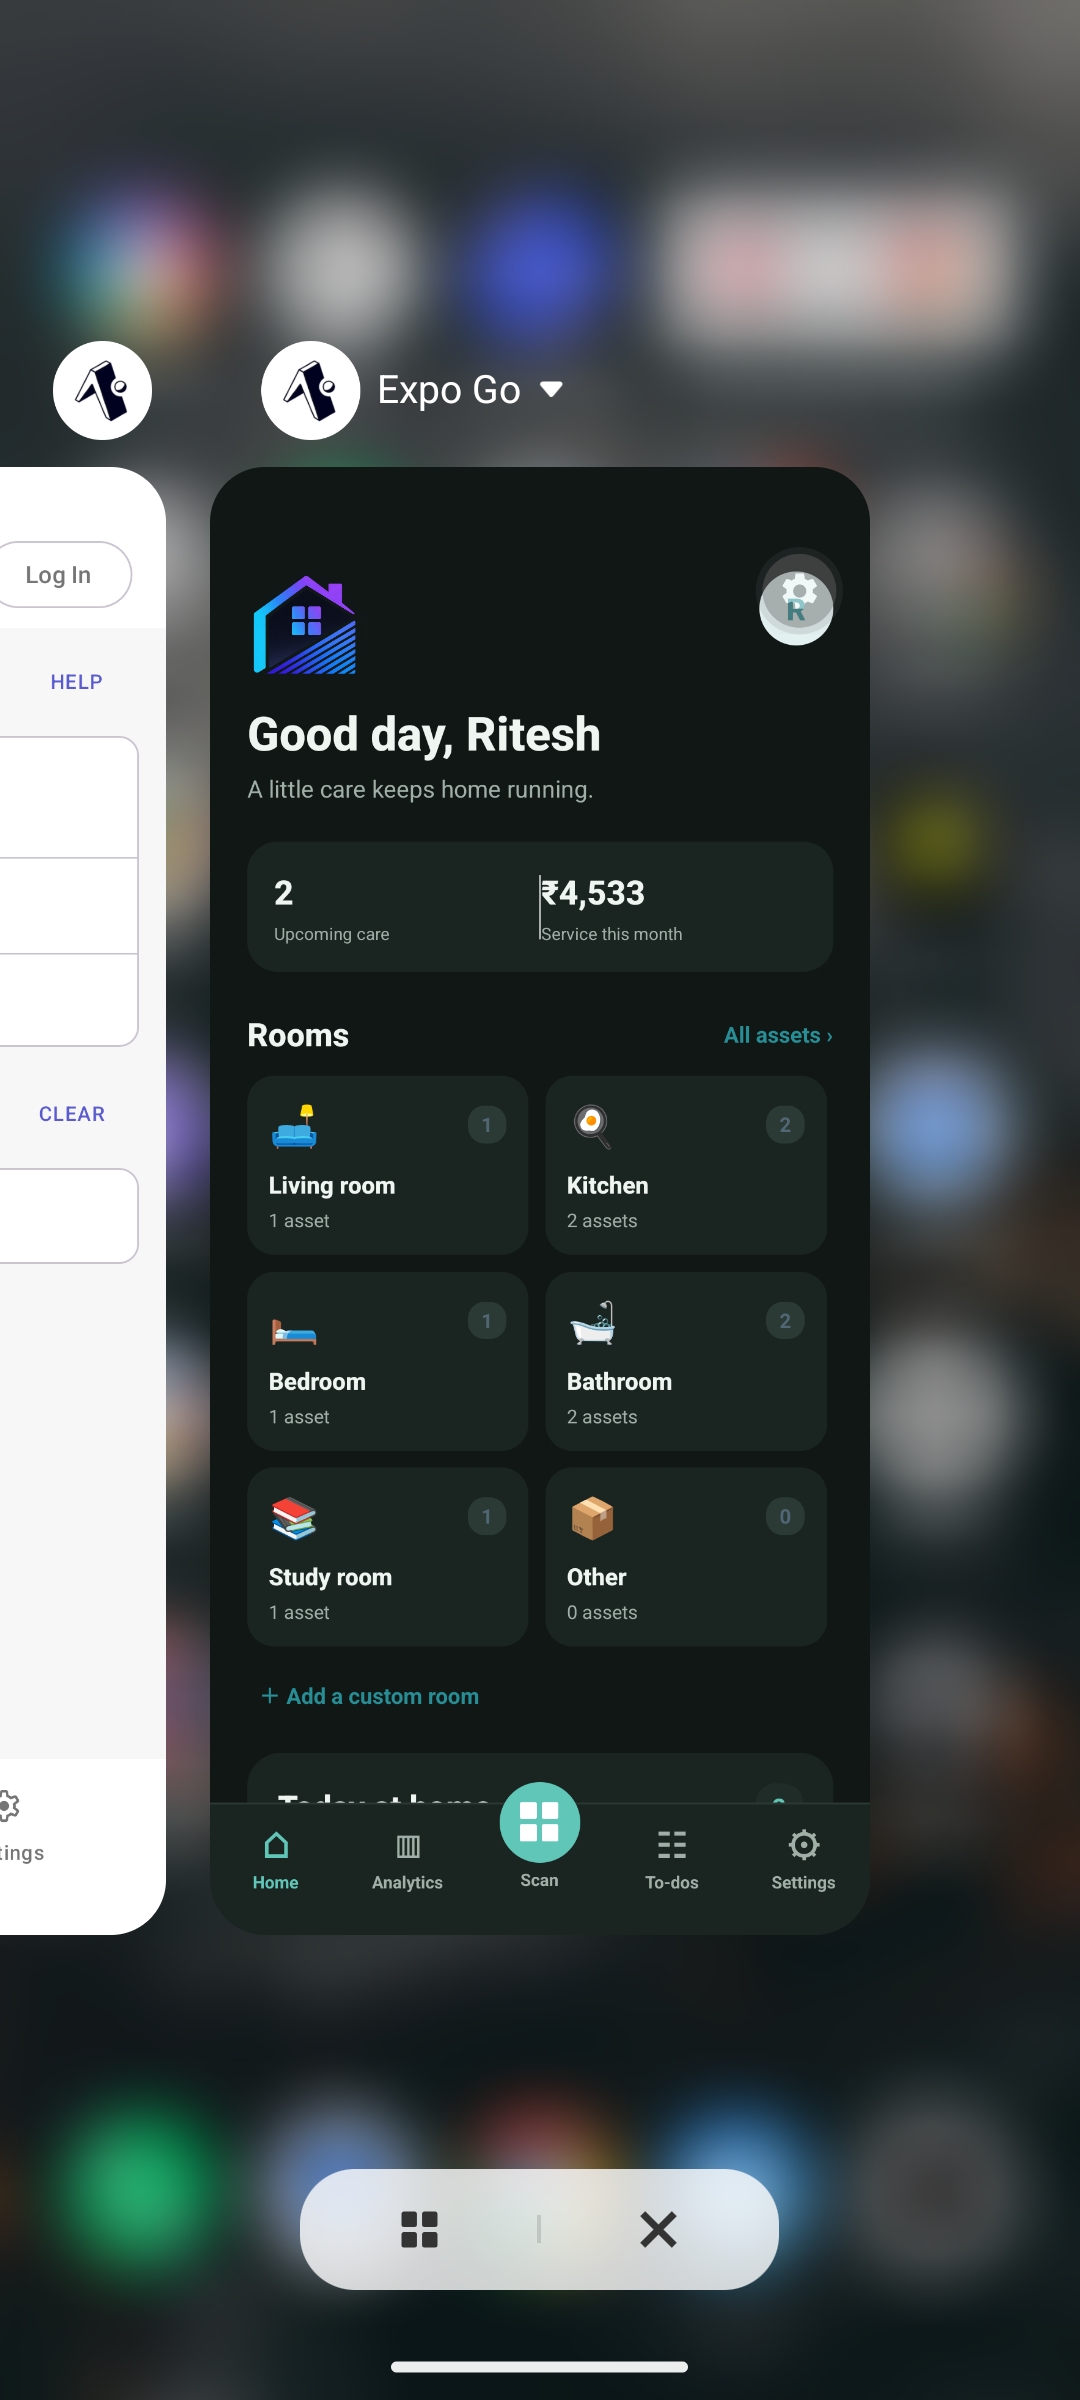 Expo Go
Log In
HELP
CLEAR
tings
R
Good day, Ritesh
A little care keeps home running.
2
₹4,533
Upcoming care
Service this month
Rooms
All assets ›
1
2
Living room
Kitchen
1 asset
2 assets
1
2
Bedroom
Bathroom
1 asset
2 assets
1
0
Study room
Other
1 asset
0 assets
+ Add a custom room
Today at home
Home
Analytics
Scan
To-dos
Settings